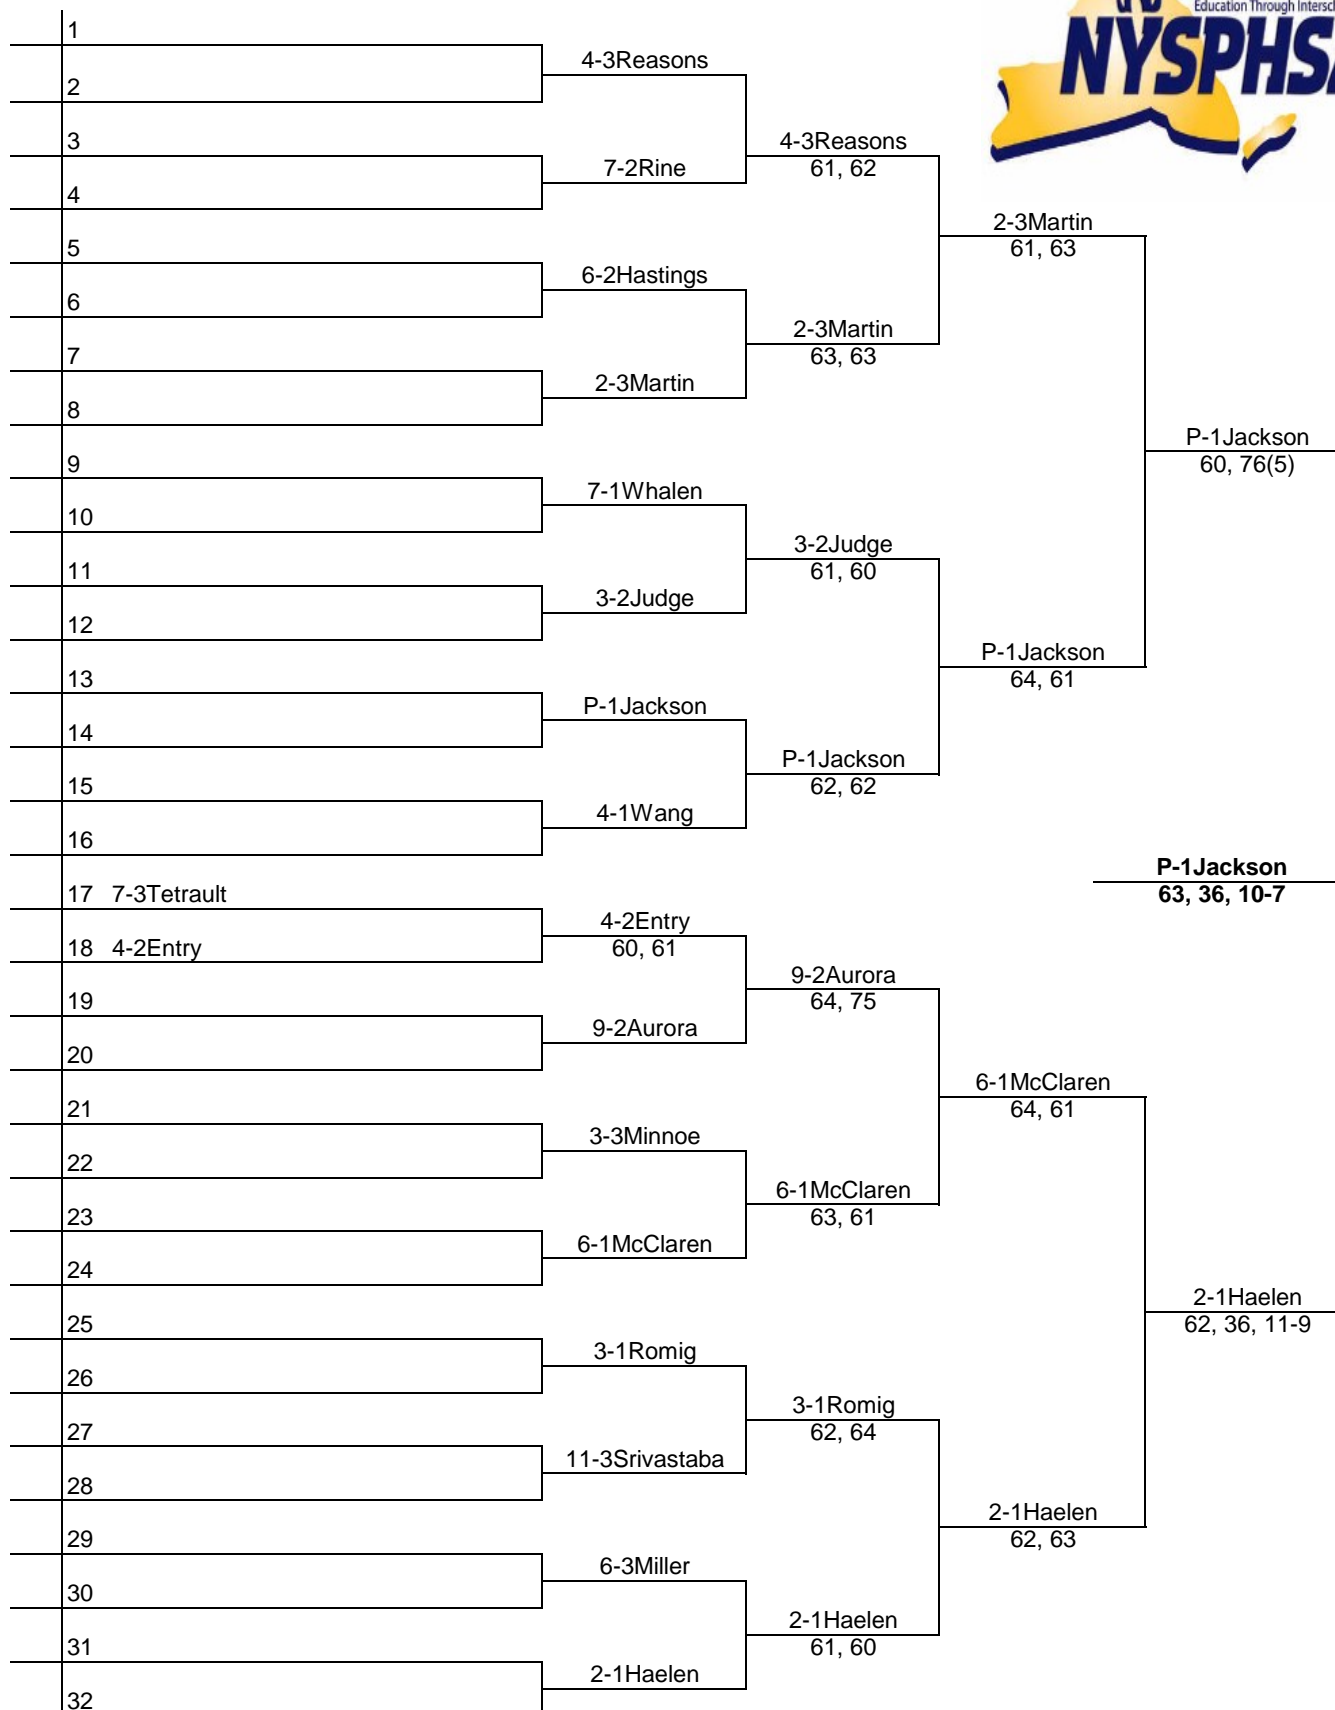 Education Through Intersch
NYSPHSA
1
4-3Reasons
2
3
4-3Reasons
61, 62
7-2Rine
4
2-3Martin
61, 63
5
6-2Hastings
6
2-3Martin
63, 63
7
2-3Martin
8
P-1Jackson
60, 76(5)
9
7-1Whalen
10
3-2Judge
61, 60
11
3-2Judge
12
P-1Jackson
64, 61
13
P-1Jackson
14
P-1Jackson
62, 62
15
4-1Wang
16
P-1Jackson
63, 36, 10-7
17 7-3Tetrault
4-2Entry
60, 61
18 4-2Entry
9-2Aurora
64, 75
19
9-2Aurora
20
6-1McClaren
64, 61
21
3-3Minnoe
22
6-1McClaren
63, 61
23
6-1McClaren
24
2-1Haelen
62, 36, 11-9
25
3-1Romig
26
3-1Romig
62, 64
27
11-3Srivastaba
28
2-1Haelen
62, 63
29
6-3Miller
30
2-1Haelen
61, 60
31
2-1Haelen
32